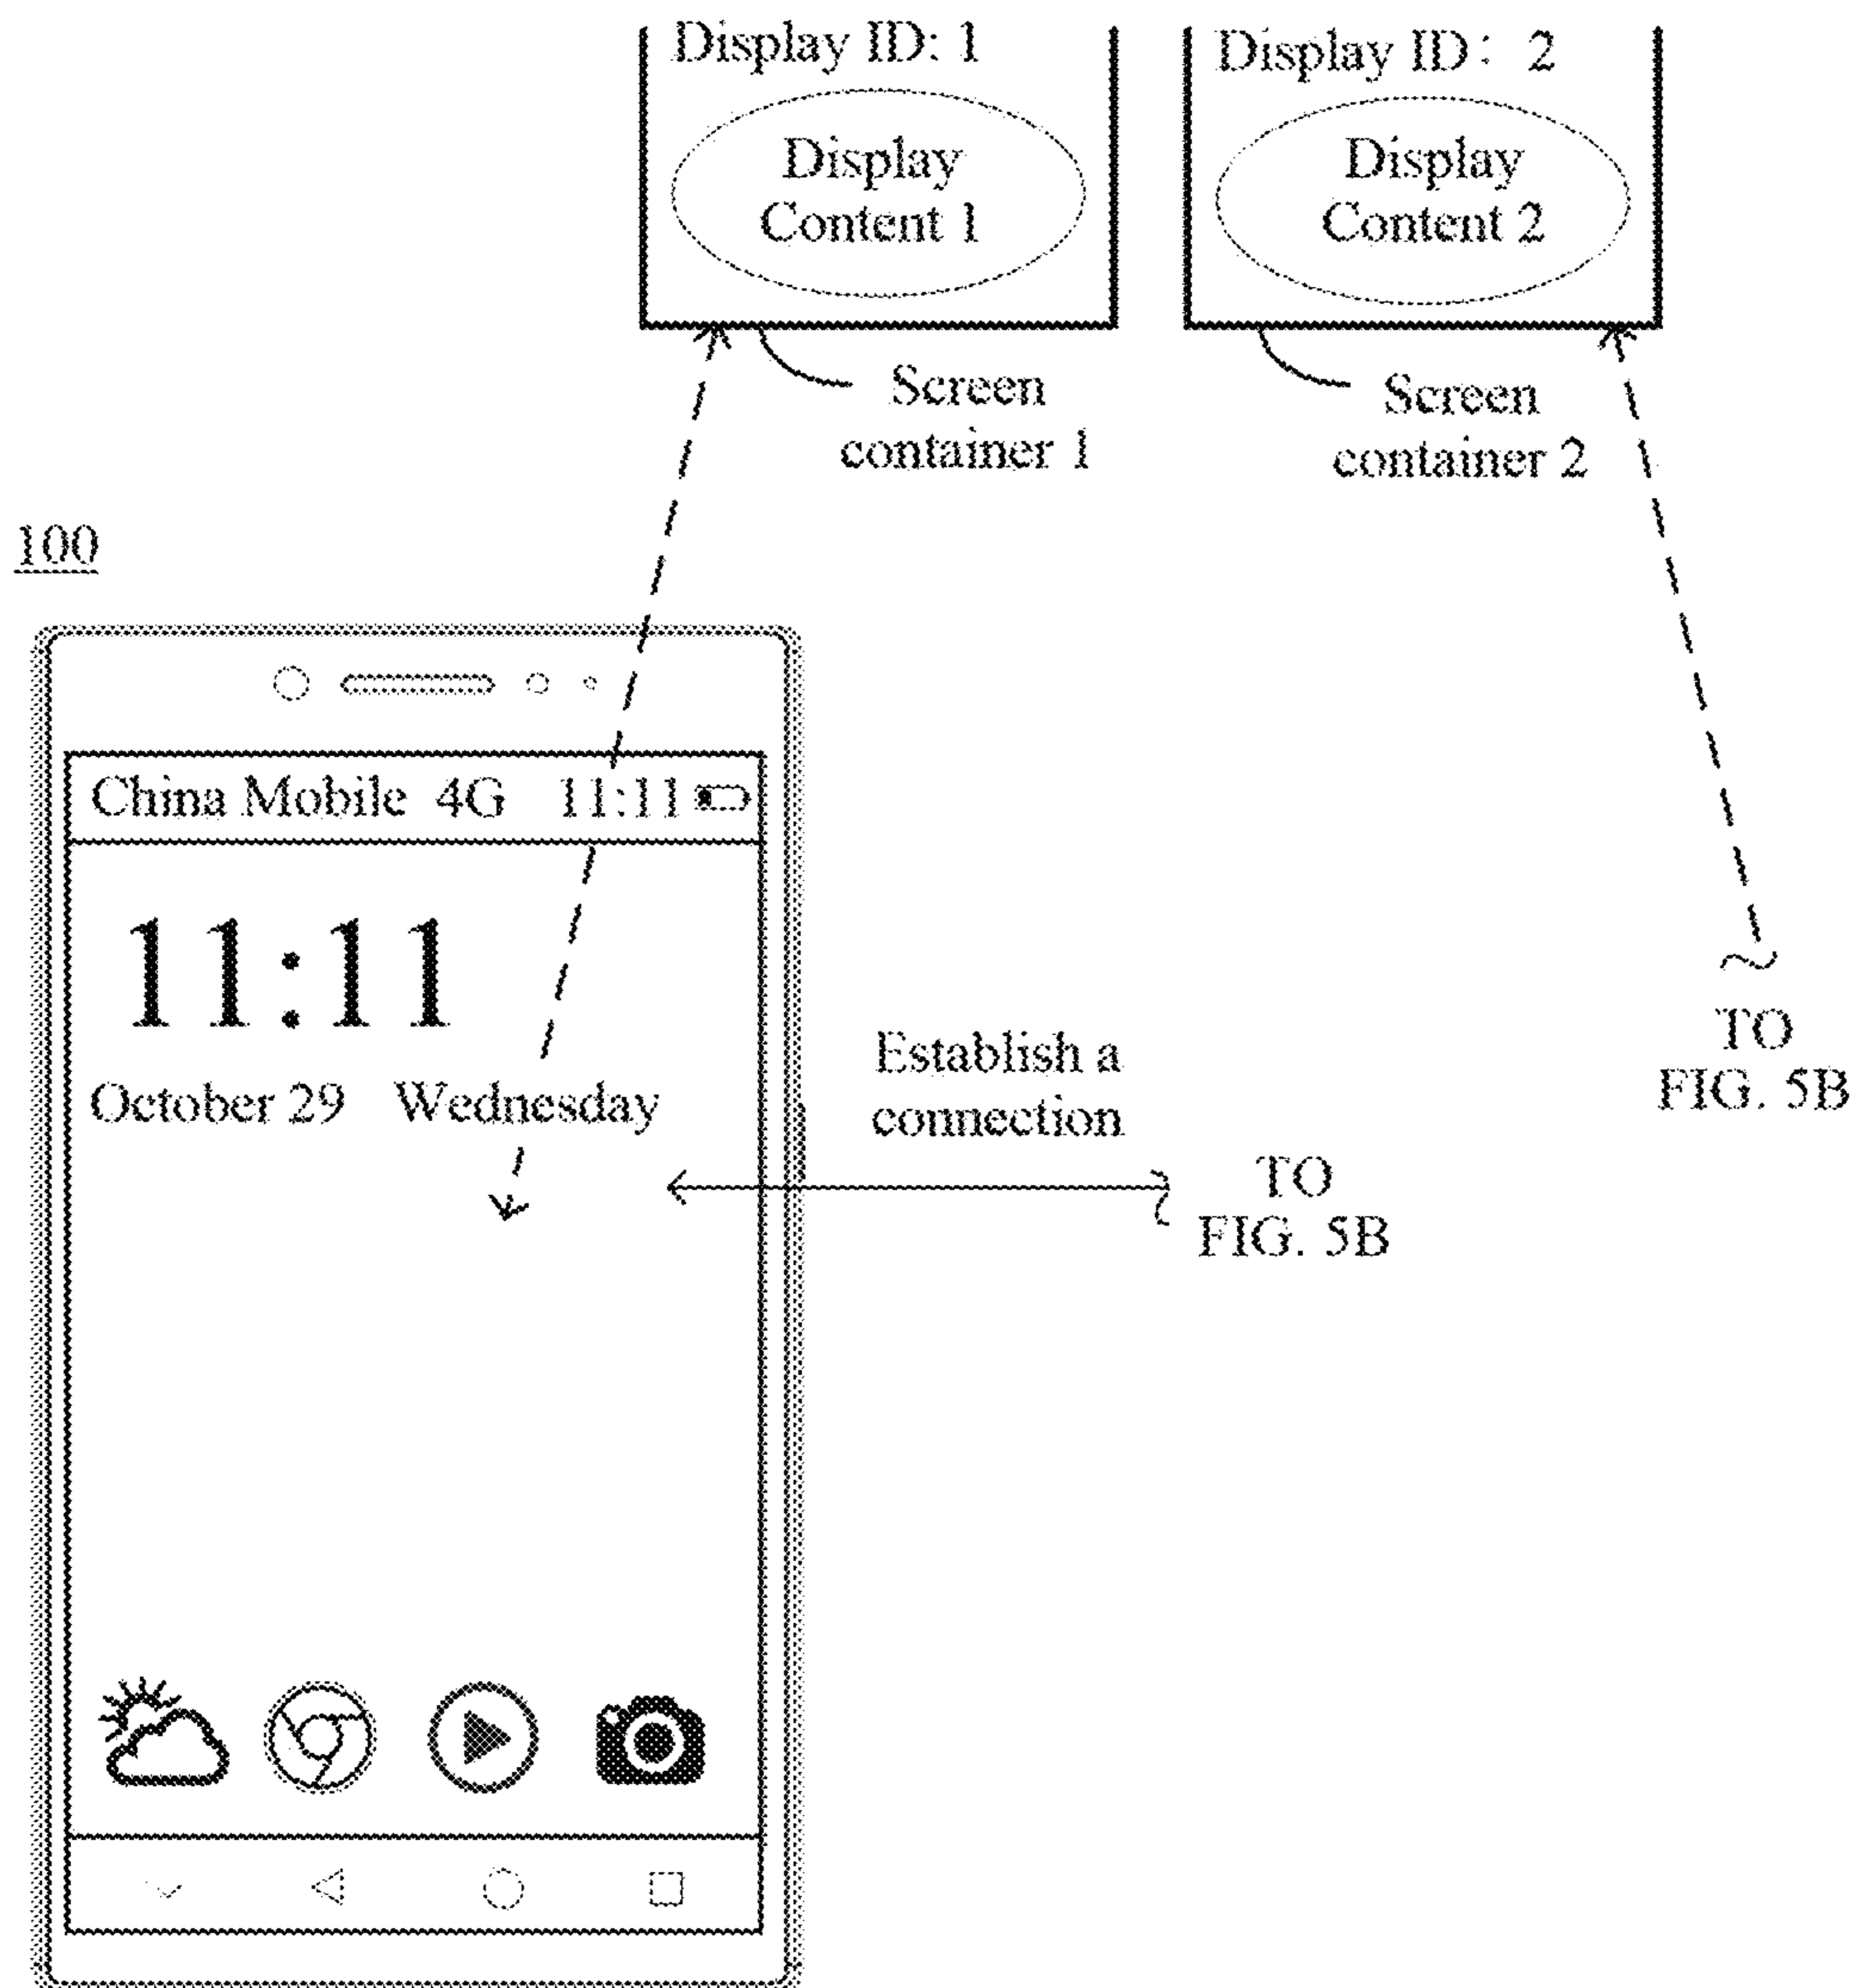 Display ID: 1
Display ID: 2
Display
Content 1
Display
Content 2
Screen
container 1
Screen
container 2
100
China Mobile 4G 11:11
11:11
October 29 Wednesday
Establish a
connection
TO
FIG. 5B
TO
FIG. 5B